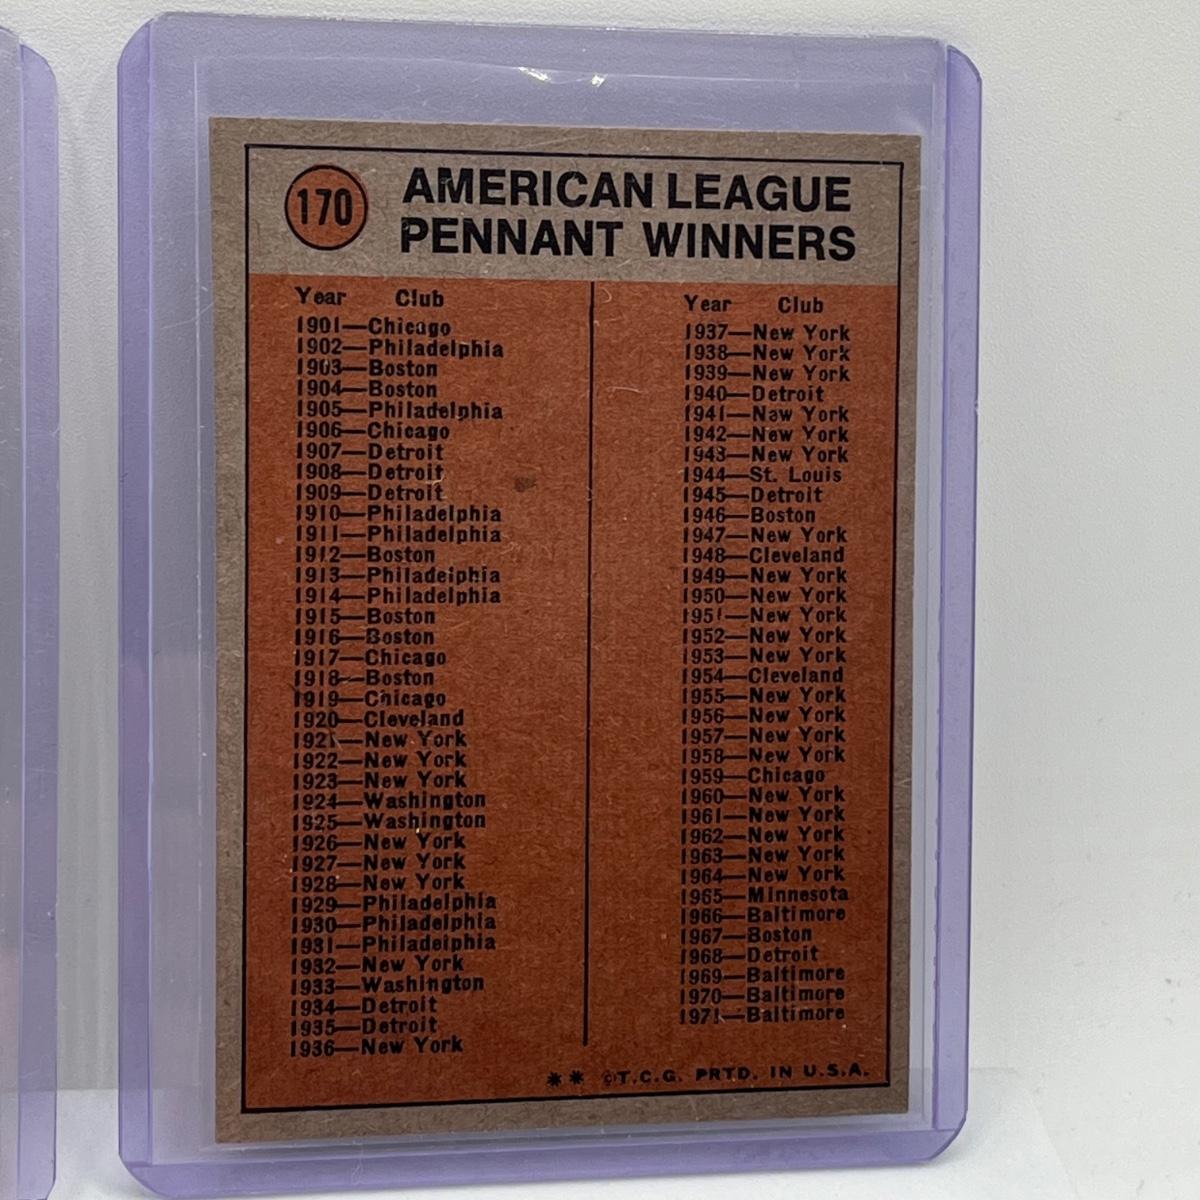 170
AMERICAN LEAGUE
PENNANT WINNERS
Year Club
1901—Chicago
1902—Philadelphia
1903—Boston
1904—Boston
1905—Philadelphia
1906—Chicago
1907—Detroit
1908—Detroit
1909—Detroit
1910—Philadelphia
1911—Philadelphia
1912—Boston
1913—Philadelphia
1914—Philadelphia
1915—Boston
1916—Boston
1917—Chicago
1918—Boston
1919—Chicago
1920—Cleveland
1921—New York
1922—New York
1923—New York
1924—Washington
1925—Washington
1926—New York
1927—New York
1928—New York
1929—Philadelphia
1930—Philadelphia
1931—Philadelphia
1932—New York
1933—Washington
1934—Detroit
1935—Detroit
1936—New York
Year Club
1937—New York
1938—New York
1939—New York
1940—Detroit
1941—New York
1942—New York
1943—New York
1944—St. Louis
1945—Detroit
1946—Boston
1947—New York
1948—Cleveland
1949—New York
1950—New York
1951—New York
1952—New York
1953—New York
1954—Cleveland
1955—New York
1956—New York
1957—New York
1958—New York
1959—Chicago
1960—New York
1961—New York
1962—New York
1963—New York
1964—New York
1965—Minnesota
1966—Baltimore
1967—Boston
1968—Detroit
1969—Baltimore
1970—Baltimore
1971—Baltimore
** ©T.C.G. PRTD. IN U.S.A.